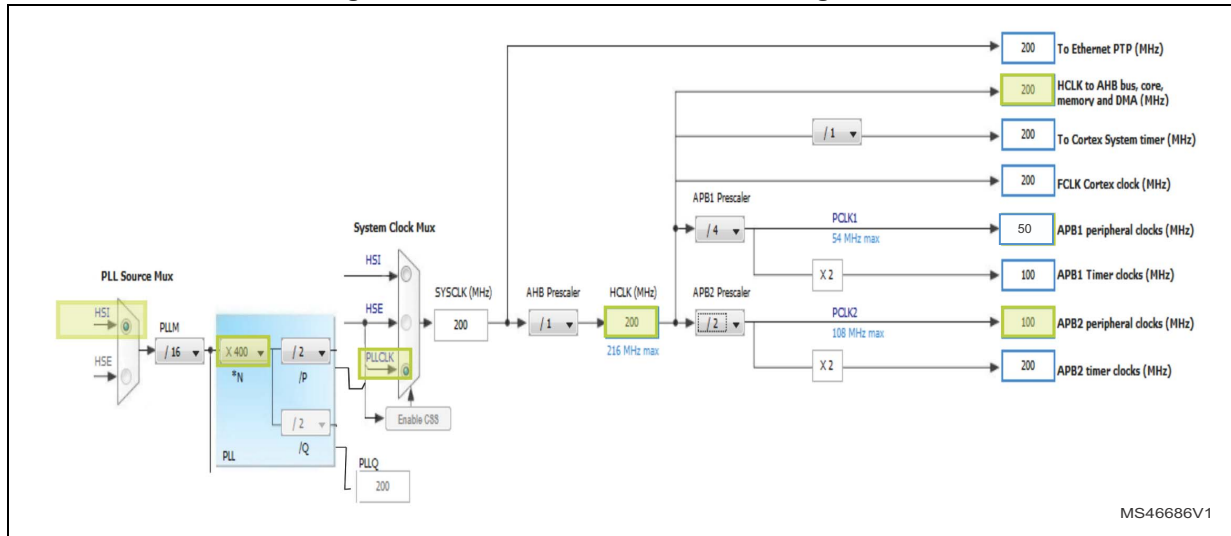 200 To Ethernet PTP (MHz)
200 HCLK to AHB bus, core,
memory and DMA (MHz)
/ 1
200 To Cortex System timer (MHz)
200 FCLK Cortex clock (MHz)
APB1 Prescaler
/ 4
PCLK1
54 MHz max
50 APB1 peripheral clocks (MHz)
X 2
100 APB1 Timer clocks (MHz)
System Clock Mux
HSI
HSE
PLLCLK
Enable CSS
SYSCLK (MHz)
200
AHB Prescaler
/ 1
HCLK (MHz)
200
216 MHz max
APB2 Prescaler
/ 2
PCLK2
108 MHz max
100 APB2 peripheral clocks (MHz)
X 2
200 APB2 timer clocks (MHz)
PLL Source Mux
HSI
HSE
PLLM
/ 16
X 400
*N
/ 2
/P
/ 2
/Q
PLL
PLLQ
200
MS46686V1